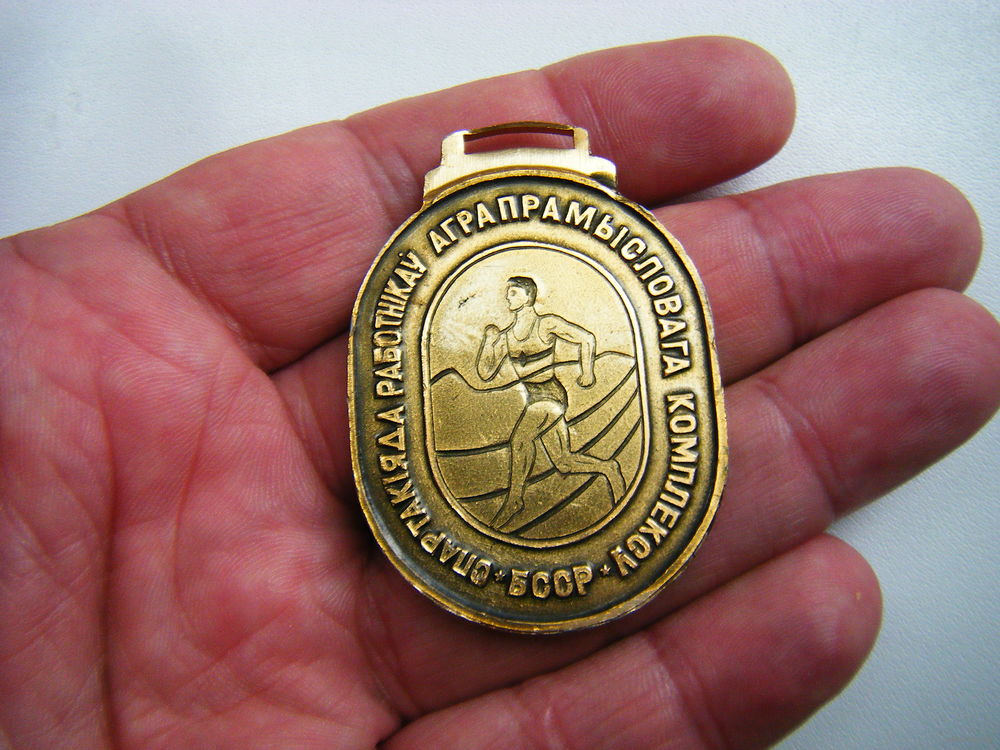 СПАРТАКІЯДА РАБОТНІКАЎ АГРАПРАМЫСЛОВАГА КОМПЛЕКСУ
* БССР *